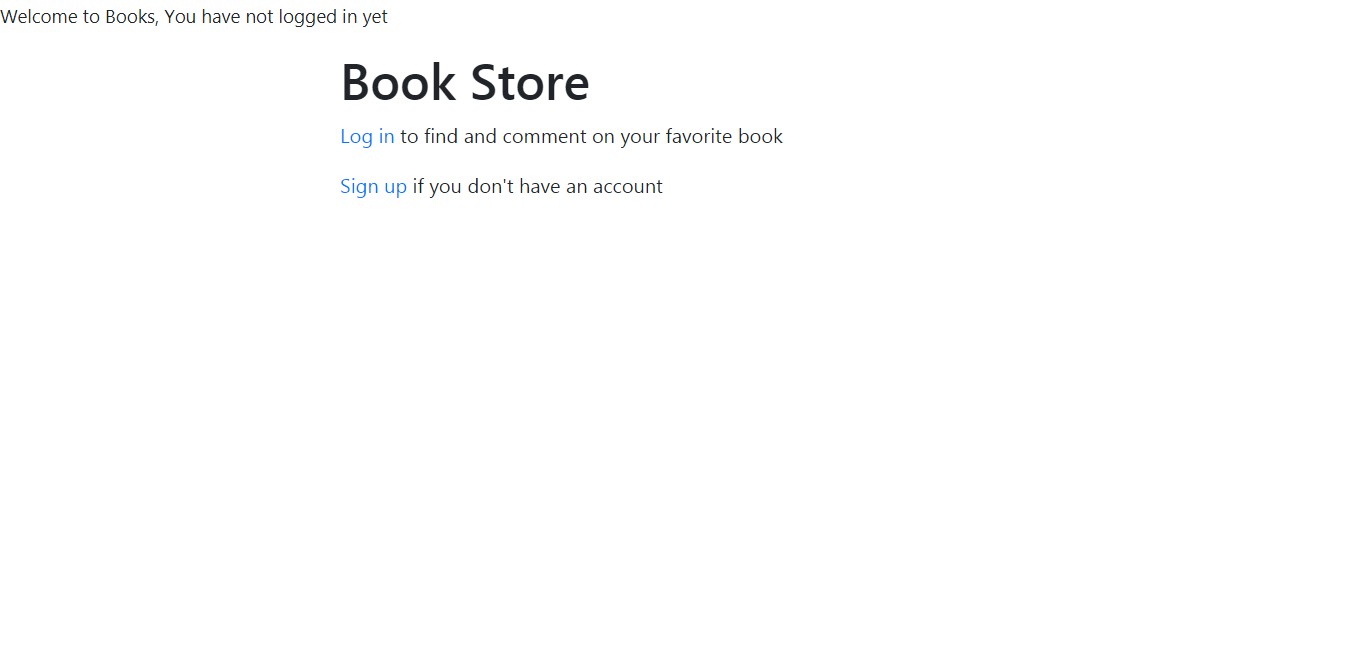 Welcome to Books, You have not logged in yet
Book Store
Log in to find and comment on your favorite book
Sign up if you don't have an account